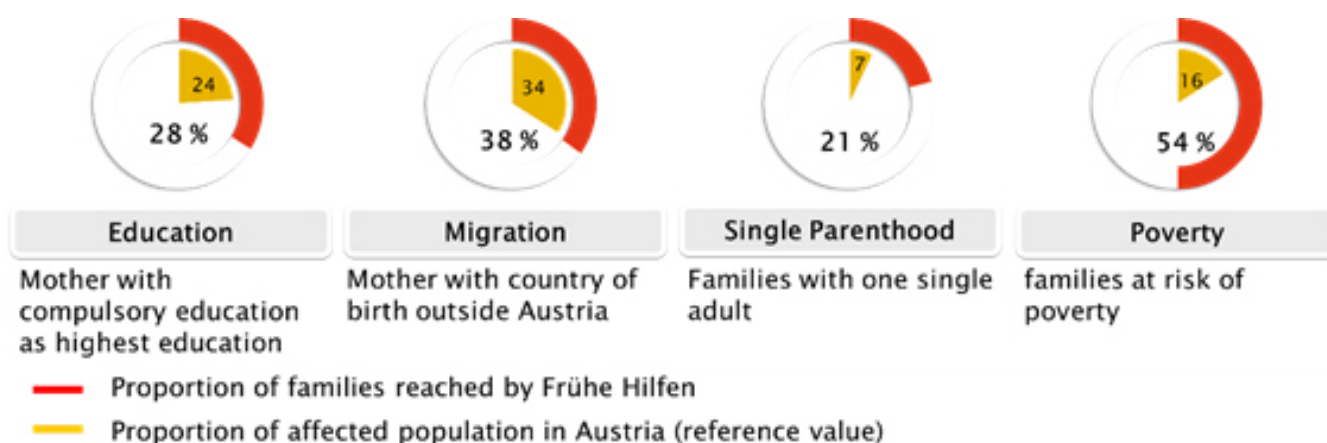 24
28 %
34
38 %
7
21 %
16
54 %
Education
Migration
Single Parenthood
Poverty
Mother with
compulsory education
as highest education
Mother with country of
birth outside Austria
Families with one single
adult
families at risk of
poverty
Proportion of families reached by Frühe Hilfen
Proportion of affected population in Austria (reference value)